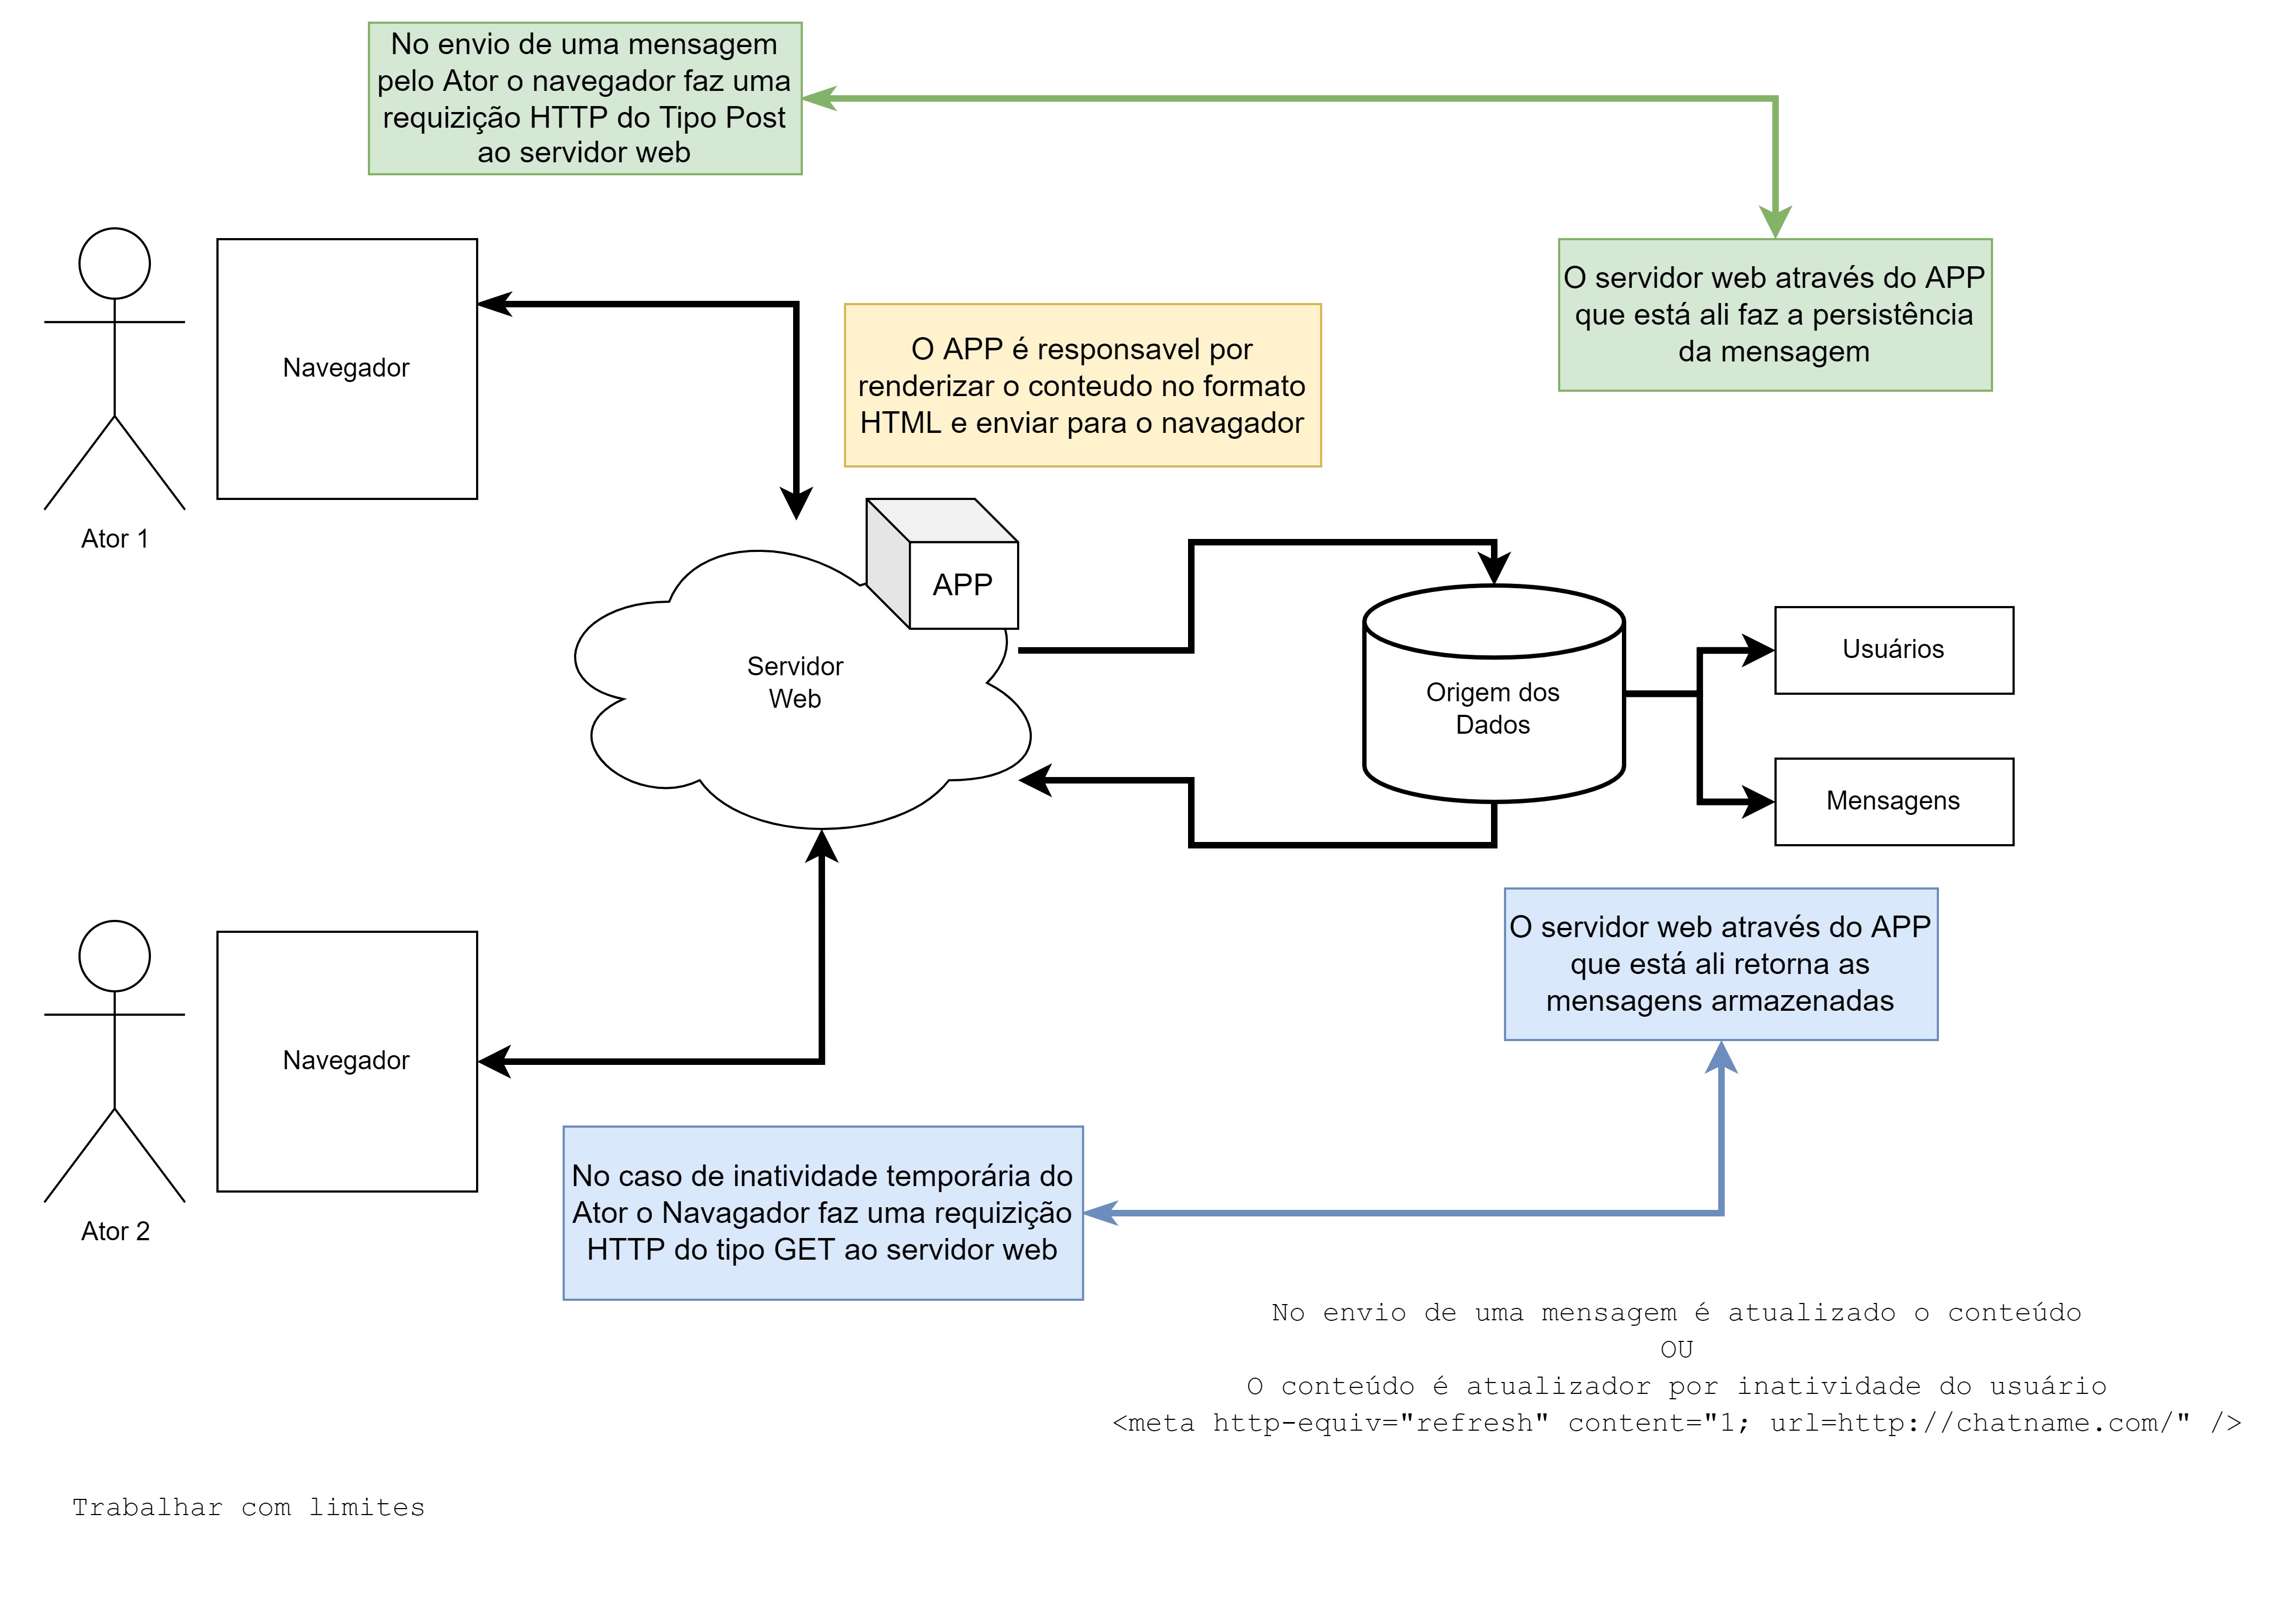 No envio de uma mensagem
pelo Ator o navegador faz uma
requizição HTTP do Tipo Post
ao servidor web
O servidor web através do APP
que está ali faz a persistência
da mensagem
Navegador
Ator 1
O APP é responsavel por
renderizar o conteudo no formato
HTML e enviar para o navagador
APP
Servidor
Web
Origem dos
Dados
Usuários
Mensagens
O servidor web através do APP
que está ali retorna as
mensagens armazenadas
Navegador
Ator 2
No caso de inatividade temporária do
Ator o Navagador faz uma requizição
HTTP do tipo GET ao servidor web
No envio de uma mensagem é atualizado o conteúdo
OU
O conteúdo é atualizador por inatividade do usuário
<meta http-equiv="refresh" content="1; url=http://chatname.com/" />
Trabalhar com limites